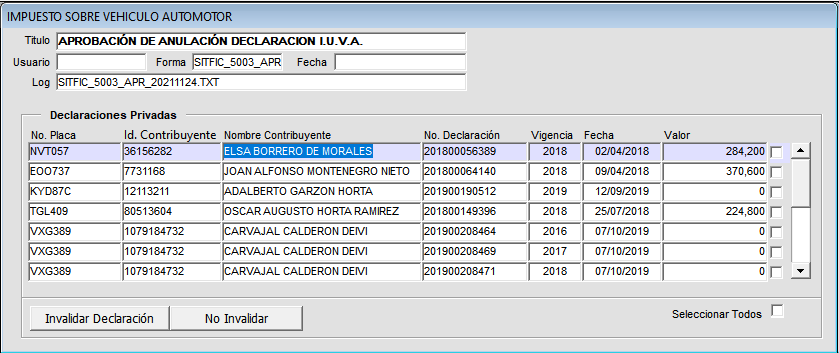 IMPUESTO SOBRE VEHICULO AUTOMOTOR
Titulo APROBACIÓN DE ANULACIÓN DECLARACION I.U.V.A.
Usuario Forma SITFIC_5003_APR Fecha
Log SITFIC_5003_APR_20211124.TXT
Declaraciones Privadas
No. Placa Id. Contribuyente Nombre Contribuyente No. Declaración Vigencia Fecha Valor
NVT057 36156282 ELSA BORRERO DE MORALES 201800056389 2018 02/04/2018 284,200
EOO737 7731168 JOAN ALFONSO MONTENEGRO NIETO 201800064140 2018 09/04/2018 370,600
KYD87C 12113211 ADALBERTO GARZON HORTA 201900190512 2019 12/09/2019 0
TGL409 80513604 OSCAR AUGUSTO HORTA RAMIREZ 201800149396 2018 25/07/2018 224,800
VXG389 1079184732 CARVAJAL CALDERON DEIVI 201900208464 2016 07/10/2019 0
VXG389 1079184732 CARVAJAL CALDERON DEIVI 201900208469 2017 07/10/2019 0
VXG389 1079184732 CARVAJAL CALDERON DEIVI 201900208471 2018 07/10/2019 0
Invalidar Declaración No Invalidar Seleccionar Todos